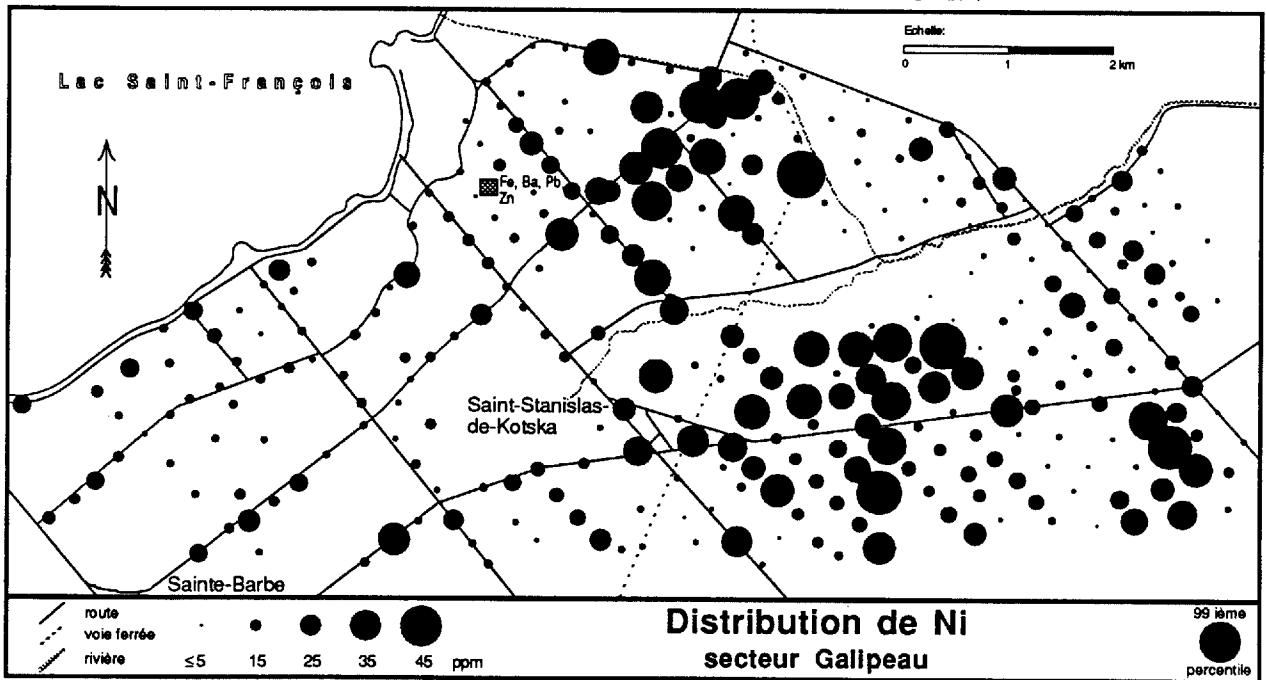 Echelle:
0 1 2 km
Lac Saint-François
N
Fe, Ba, Pb
Zn
Saint-Stanislas-
de-Kotska
Sainte-Barbe
route
voie ferrée
rivière
≤5 15 25 35 45 ppm
Distribution de Ni
secteur Galipeau
99 ième
percentile